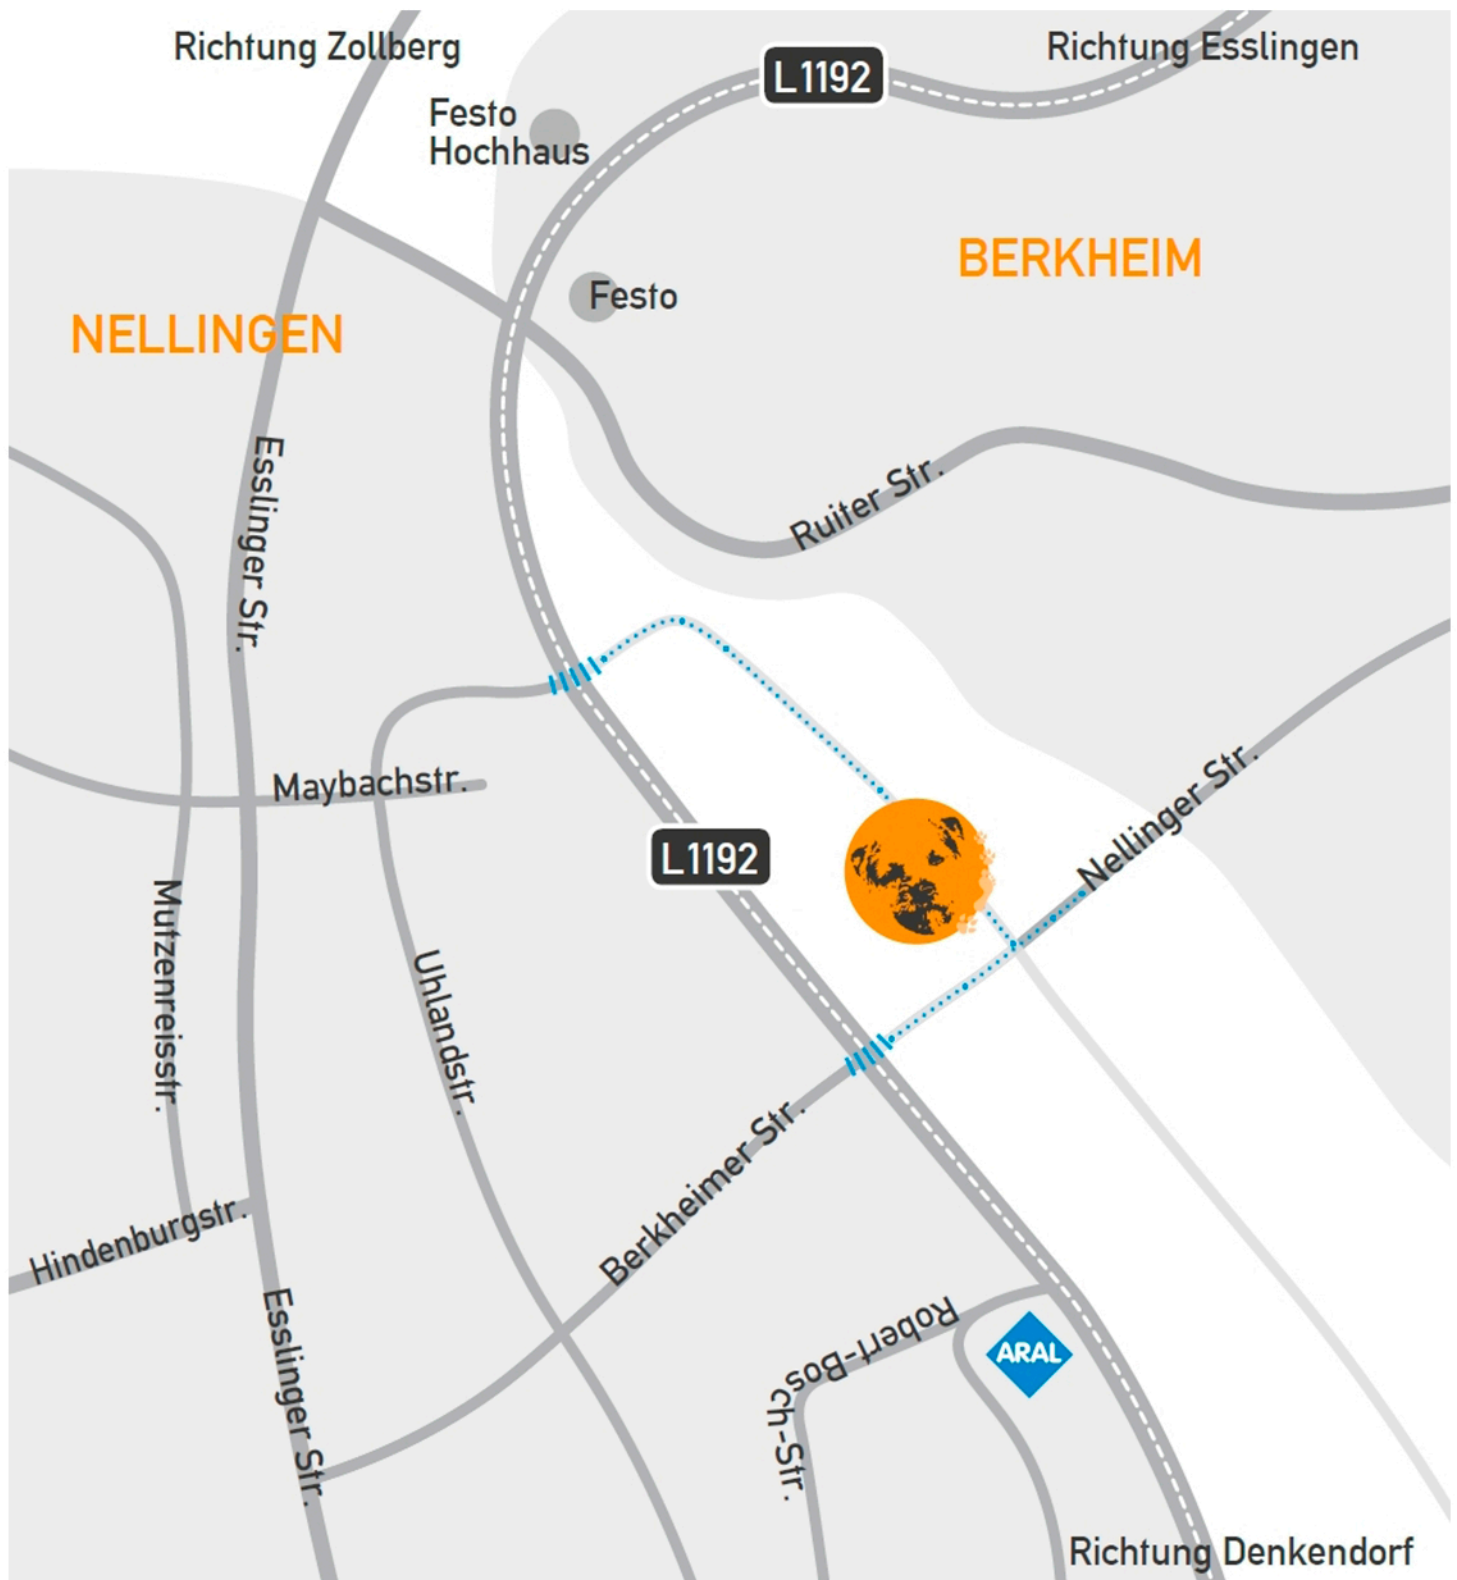 Richtung Zollberg
Richtung Esslingen
L1192
Festo
Hochhaus
BERKHEIM
Festo
NELLINGEN
Esslinger Str.
Ruiter Str.
Maybachstr.
Nellinger Str.
L1192
Mutzenreisstr.
Uhlandstr.
Berkheimer Str.
Hindenburgstr.
Esslinger Str.
Robert-Bosch-Str.
ARAL
Richtung Denkendorf